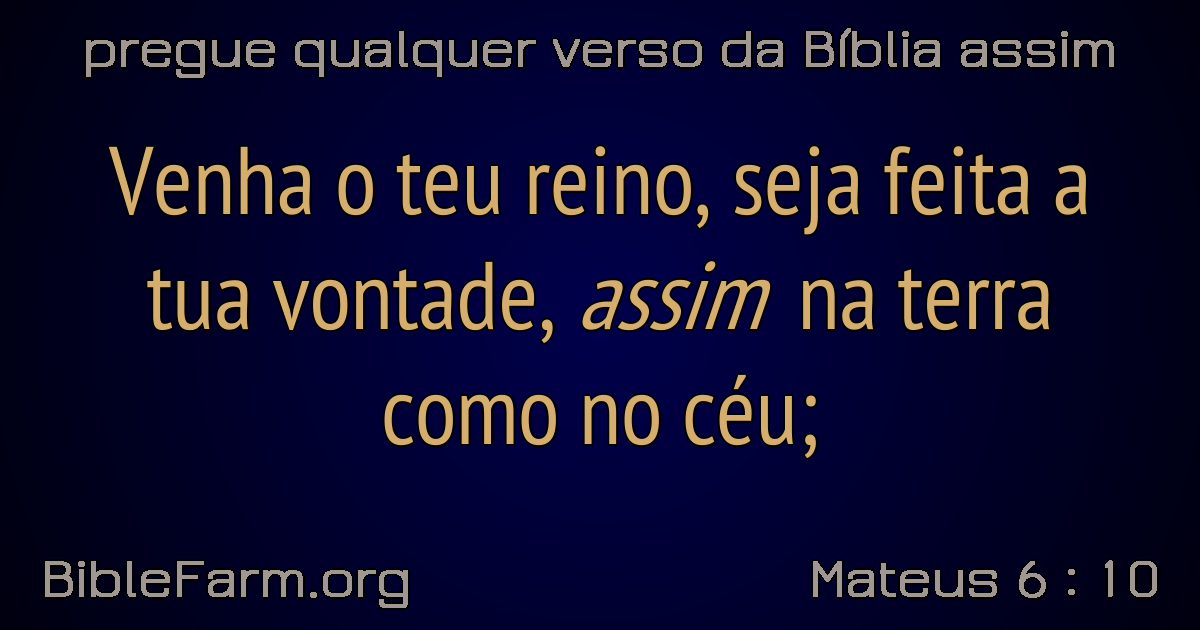 pregue qualquer verso da Bíblia assim
Venha o teu reino, seja feita a
tua vontade, assim na terra
como no céu;
BibleFarm.org
Mateus 6 : 10